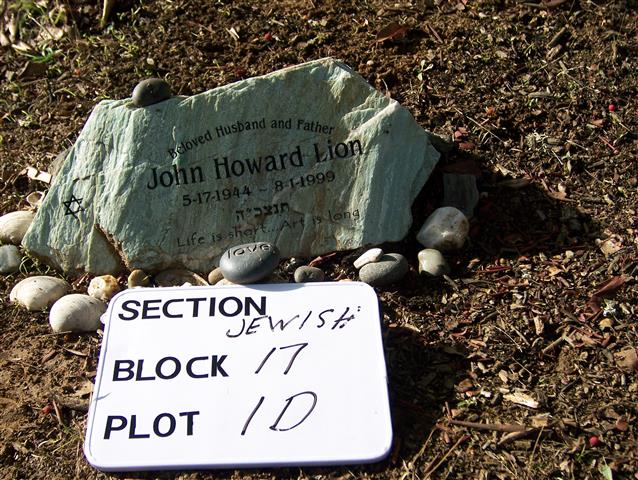 Beloved Husband and Father
John Howard Lion
5-17-1944 ~ 8-1-1999
תנצב״ה
Life is short...Art is long
love
SECTION JEWISH
BLOCK 17
PLOT 1D